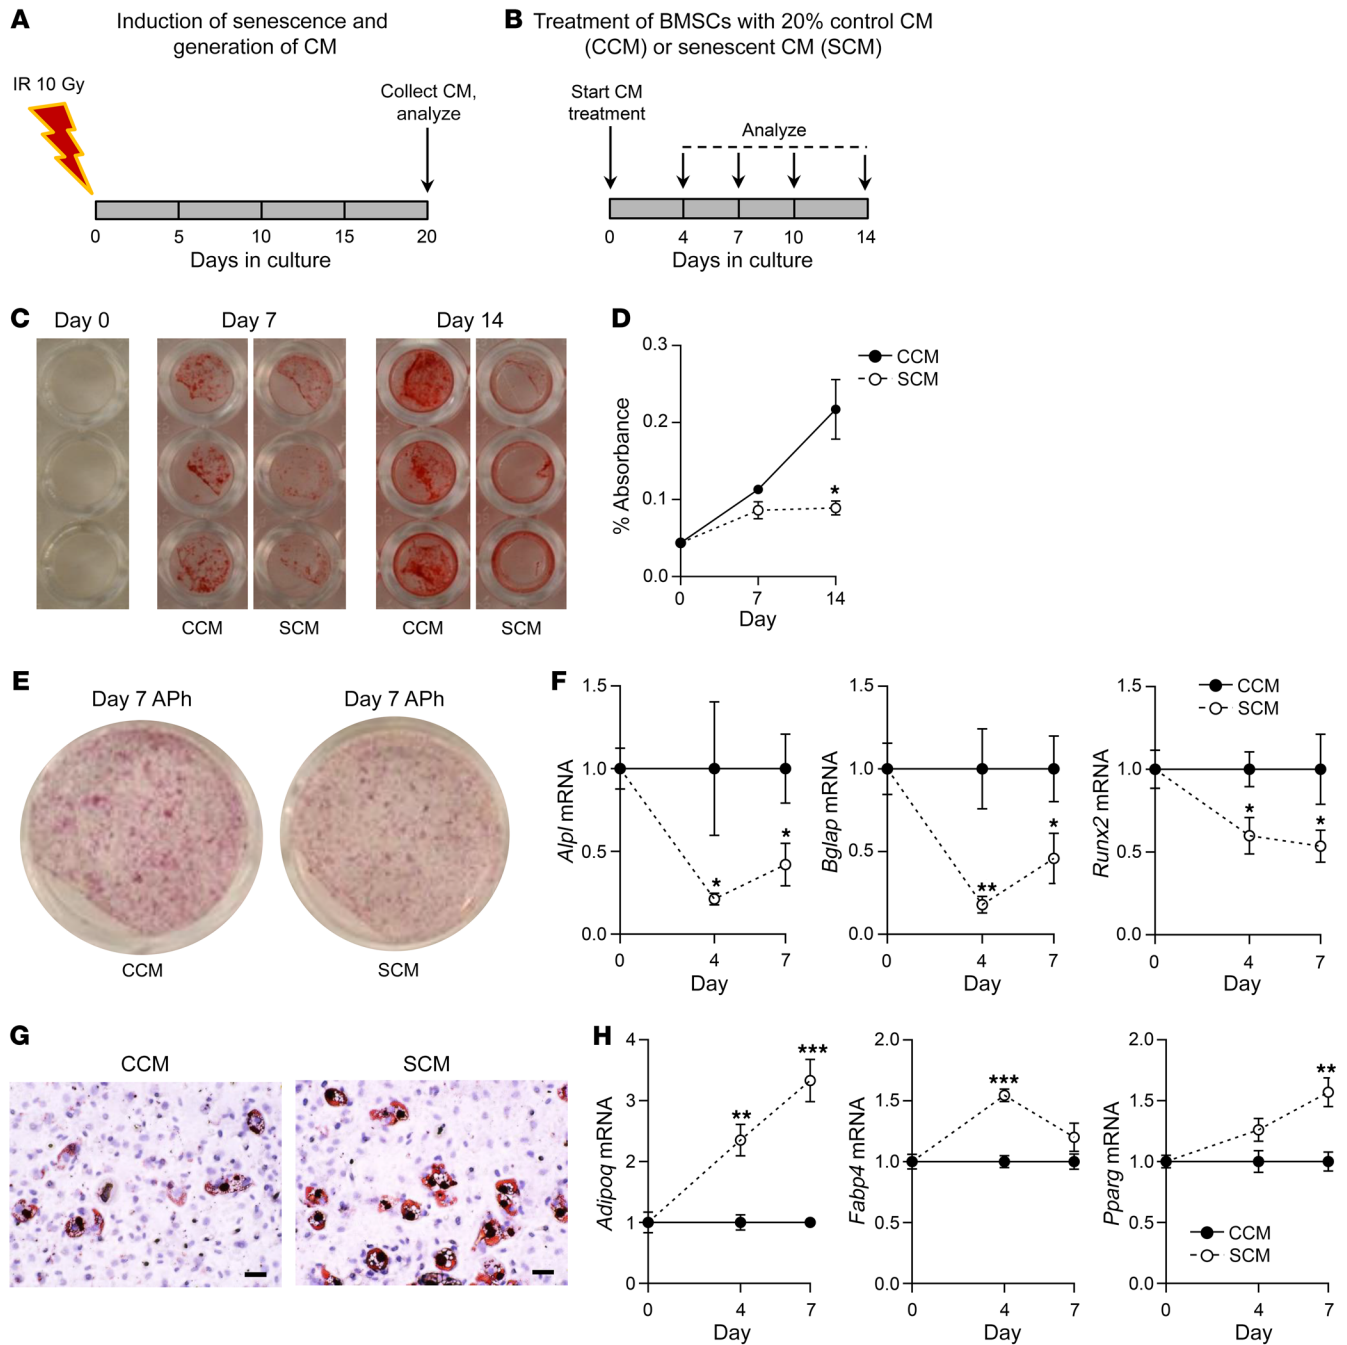 A
Induction of senescence and
generation of CM
IR 10 Gy
Collect CM,
analyze
0 5 10 15 20
Days in culture
B
Treatment of BMSCs with 20% control CM
(CCM) or senescent CM (SCM)
Start CM
treatment
Analyze
0 4 7 10 14
Days in culture
C
Day 0 Day 7 Day 14
CCM SCM CCM SCM
D
CCM
SCM
% Absorbance
0.3
0.2
0.1
0.0
*
0 7 14
Day
E
Day 7 APh Day 7 APh
CCM SCM
F
Alpl mRNA
1.5
1.0
0.5
0.0
* *
0 4 7
Day
Bglap mRNA
1.5
1.0
0.5
0.0
** *
0 4 7
Day
Runx2 mRNA
1.5
1.0
0.5
0.0
CCM
SCM
* *
0 4 7
Day
G
CCM SCM
H
Adipoq mRNA
4
3
2
1
0
** ***
0 4 7
Day
Fabp4 mRNA
2.0
1.5
1.0
0.5
0.0
***
0 4 7
Day
Pparg mRNA
2.0
1.5
1.0
0.5
0.0
**
CCM
SCM
0 4 7
Day